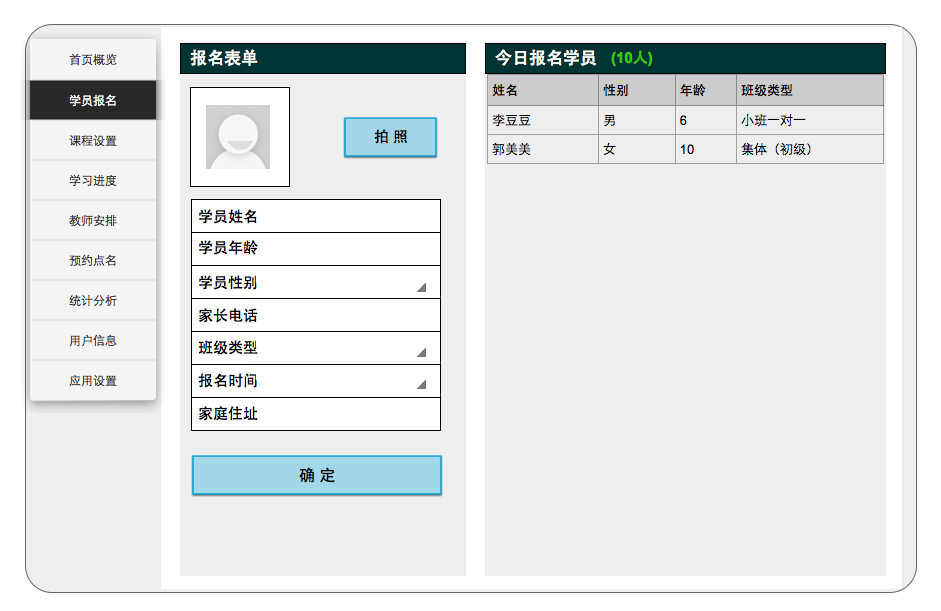 首页概览
学员报名
课程设置
学习进度
教师安排
预约点名
统计分析
用户信息
应用设置
报名表单
拍 照
学员姓名
学员年龄
学员性别
家长电话
班级类型
报名时间
家庭住址
确 定
今日报名学员 (10人)
姓名 性别 年龄 班级类型
李豆豆 男 6 小班一对一
郭美美 女 10 集体（初级）